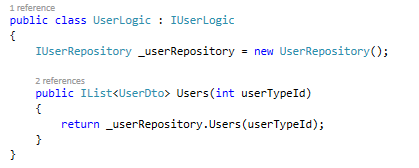 1 reference
public class UserLogic : IUserLogic
{
IUserRepository _userRepository = new UserRepository();
2 references
public IList<UserDto> Users(int userTypeId)
{
return _userRepository.Users(userTypeId);
}
}